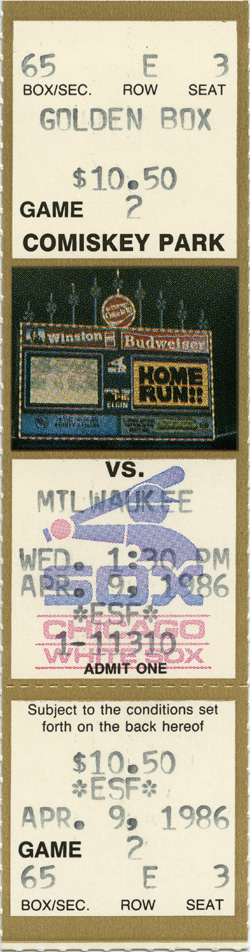 65 E 3
BOX/SEC. ROW SEAT
GOLDEN BOX
$10.50
GAME 2
COMISKEY PARK
Winston Budweiser
HOME
RUN!!
VS.
MILWAUKEE
WED. 1:30 PM
APR. 9, 1986
SOX
*ESF*
1-11310
CHICAGO
WHITE SOX
ADMIT ONE
Subject to the conditions set
forth on the back hereof
$10.50
*ESF*
APR. 9, 1986
GAME 2
65 E 3
BOX/SEC. ROW SEAT